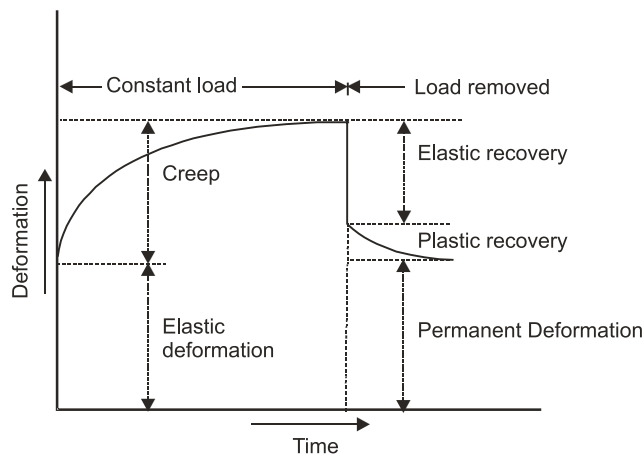 Constant load
Load removed
Elastic recovery
Creep
Plastic recovery
Deformation
Elastic
deformation
Permanent Deformation
Time